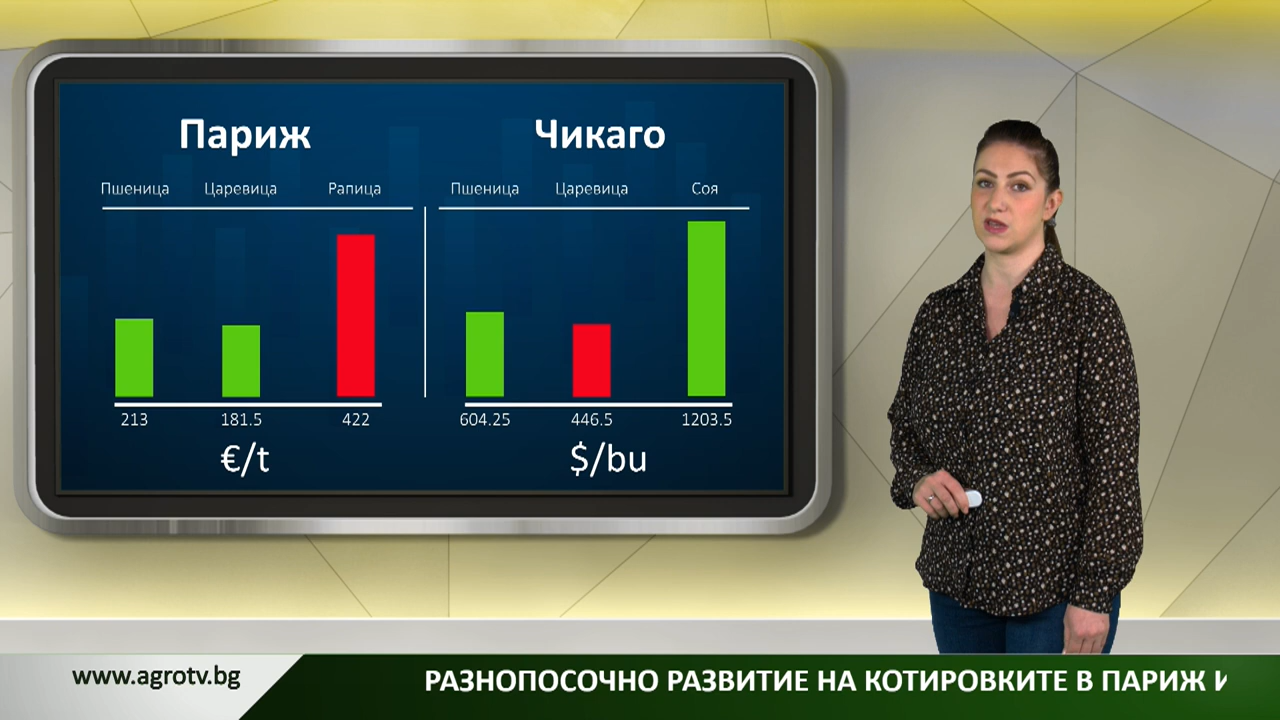 Париж
Пшеница Царевица Рапица
213 181.5 422
€/t
Чикаго
Пшеница Царевица Соя
604.25 446.5 1203.5
$/bu
www.agrotv.bg
РАЗНОПОСОЧНО РАЗВИТИЕ НА КОТИРОВКИТЕ В ПАРИЖ И